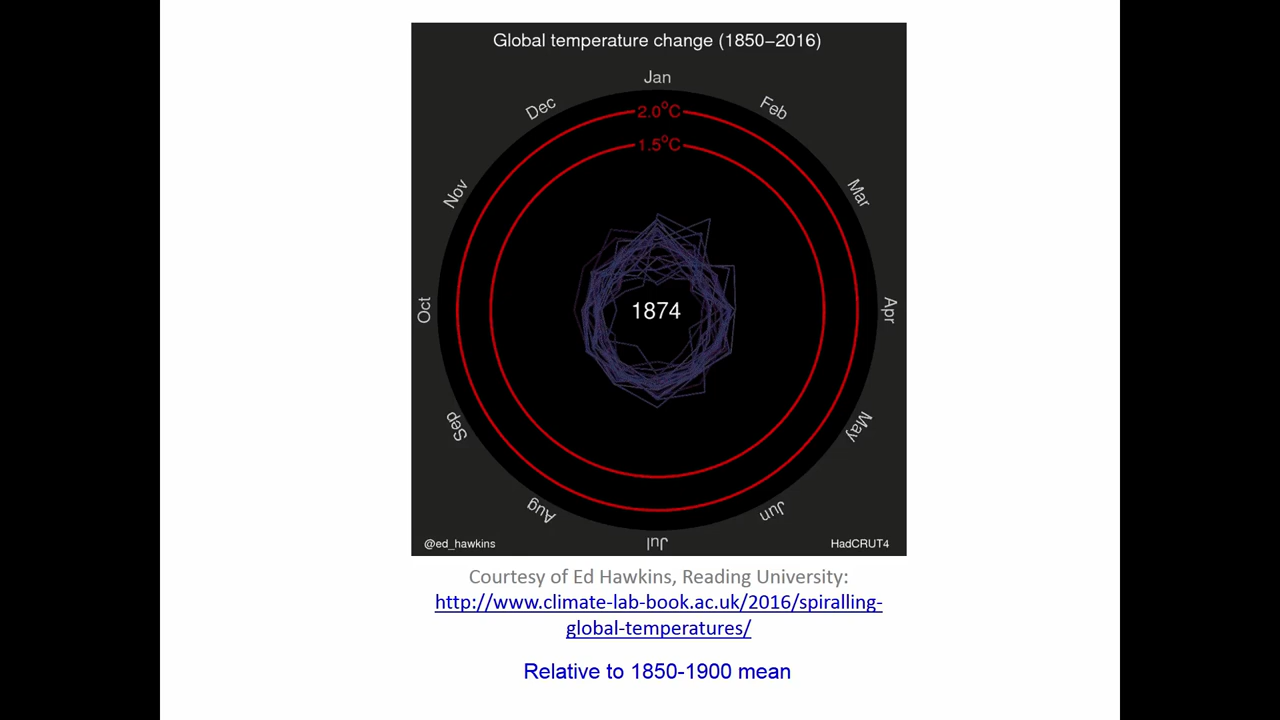 Global temperature change (1850−2016)
Jan
Feb
Mar
Apr
May
Jun
Jul
Aug
Sep
Oct
Nov
Dec
2.0°C
1.5°C
1874
@ed_hawkins
HadCRUT4
Courtesy of Ed Hawkins, Reading University:
http://www.climate-lab-book.ac.uk/2016/spiralling-
global-temperatures/
Relative to 1850-1900 mean